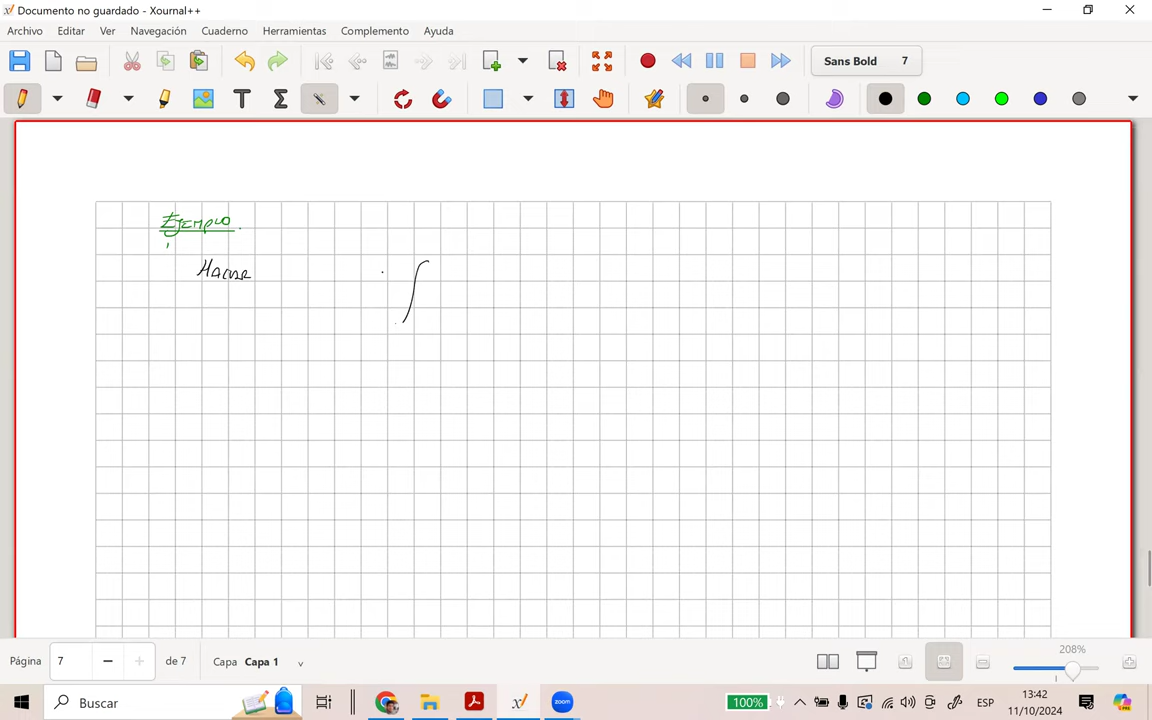 Documento no guardado - Xournal++
Archivo Editar Ver Navegación Cuaderno Herramientas Complemento Ayuda
Sans Bold 7
Ejemplo.
∫
Página 7 de 7 Capa Capa 1
208%
Buscar
100%
ESP
13:42
11/10/2024